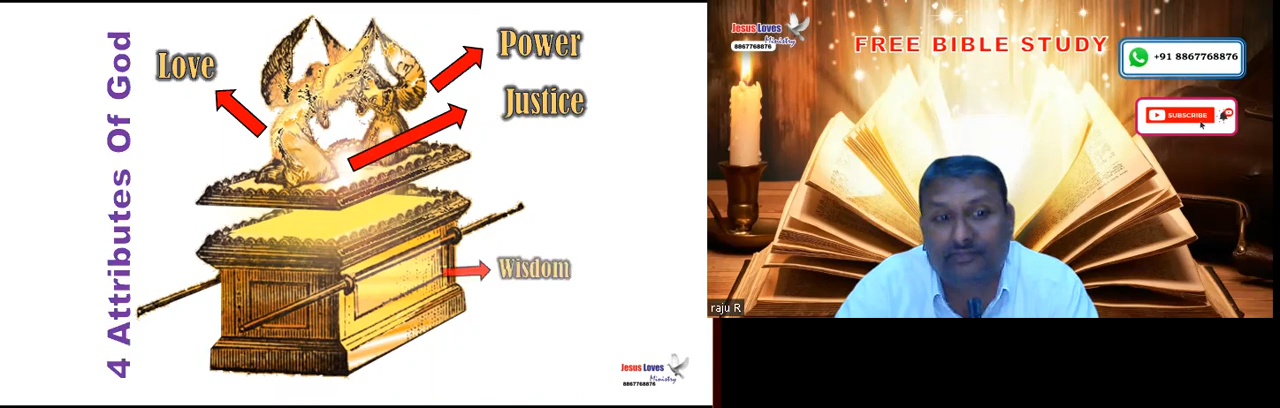 4 Attributes Of God
Love
Power
Justice
Wisdom
Jesus Loves
Ministry
8867768876
Jesus Loves
Ministry
8867768876
FREE BIBLE STUDY
+91 8867768876
SUBSCRIBE
raju R